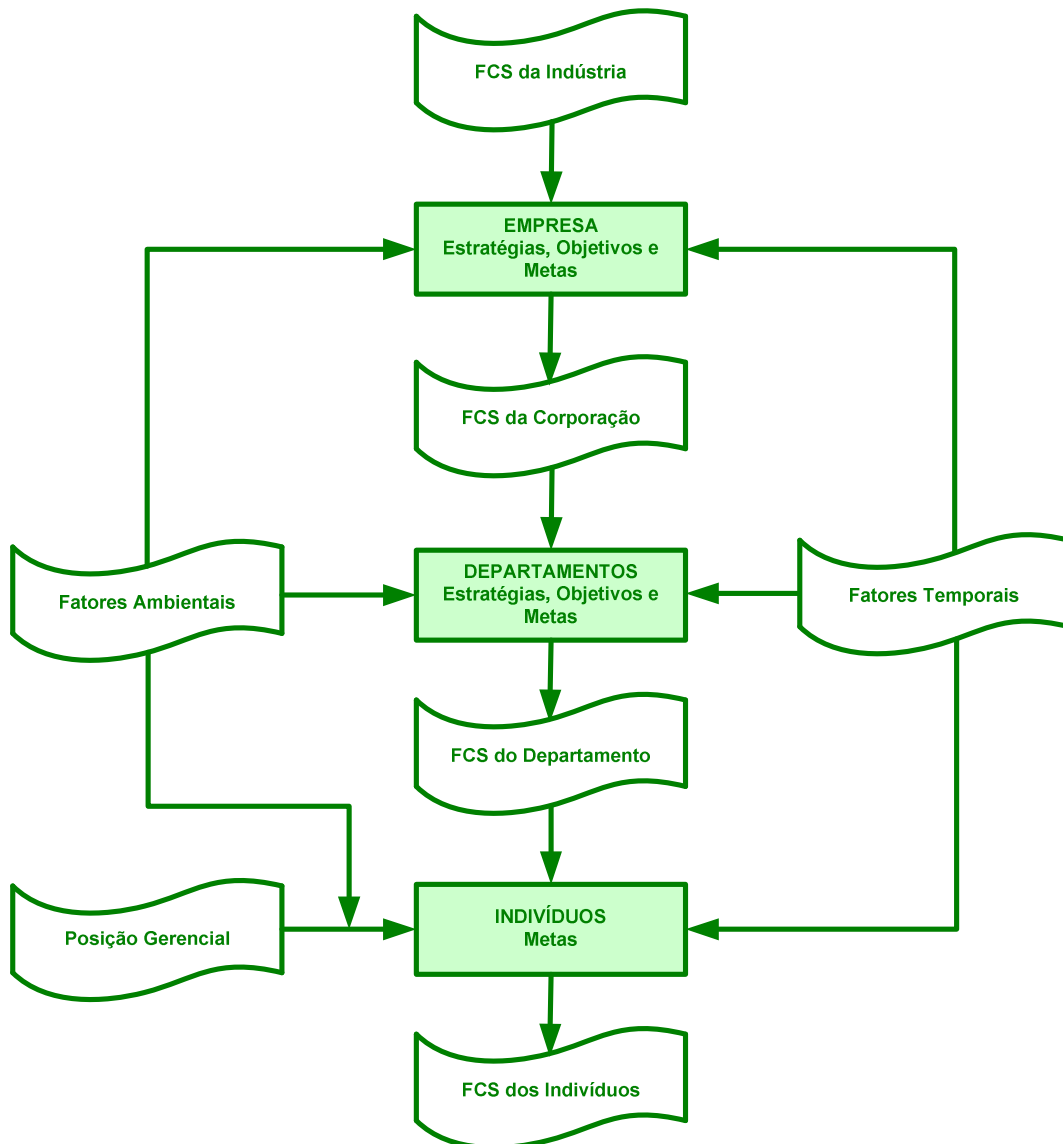 FCS da Indústria
EMPRESA
Estratégias, Objetivos e
Metas
FCS da Corporação
Fatores Ambientais
DEPARTAMENTOS
Estratégias, Objetivos e
Metas
Fatores Temporais
FCS do Departamento
Posição Gerencial
INDIVÍDUOS
Metas
FCS dos Indivíduos